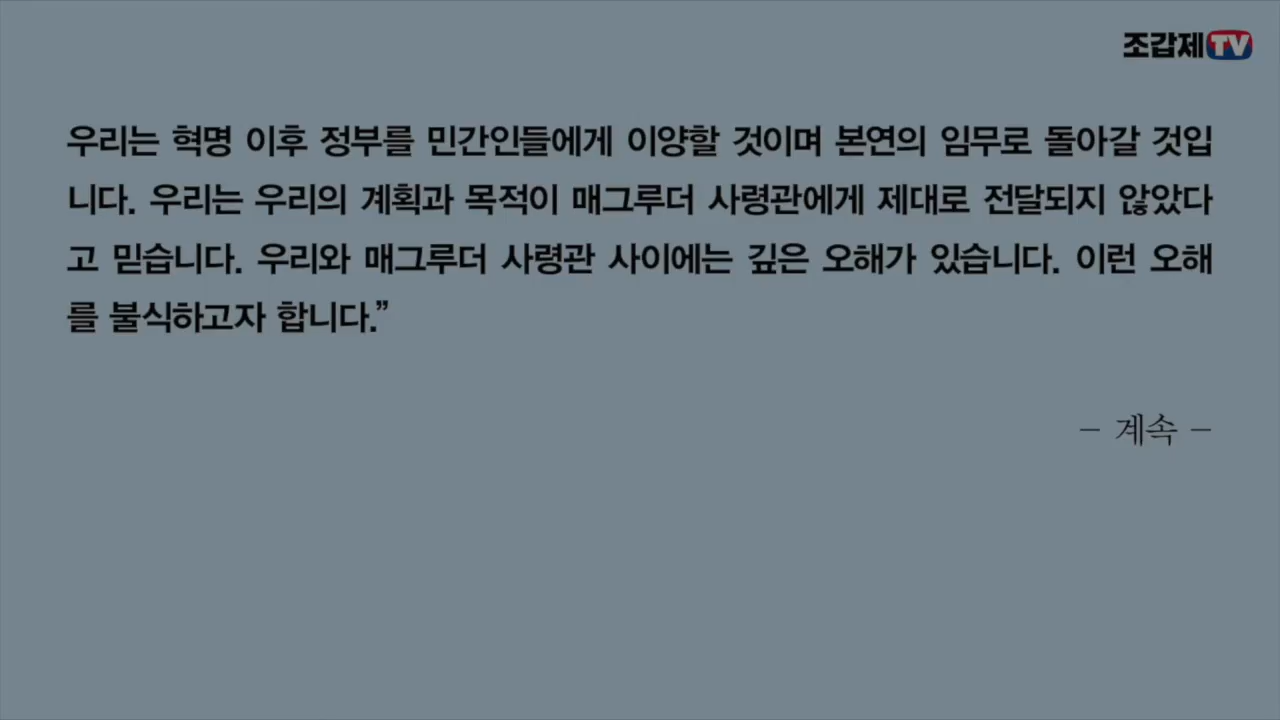 조갑제TV
우리는 혁명 이후 정부를 민간인들에게 이양할 것이며 본연의 임무로 돌아갈 것입
니다. 우리는 우리의 계획과 목적이 매그루더 사령관에게 제대로 전달되지 않았다
고 믿습니다. 우리와 매그루더 사령관 사이에는 깊은 오해가 있습니다. 이런 오해
를 불식하고자 합니다.”
– 계속 –